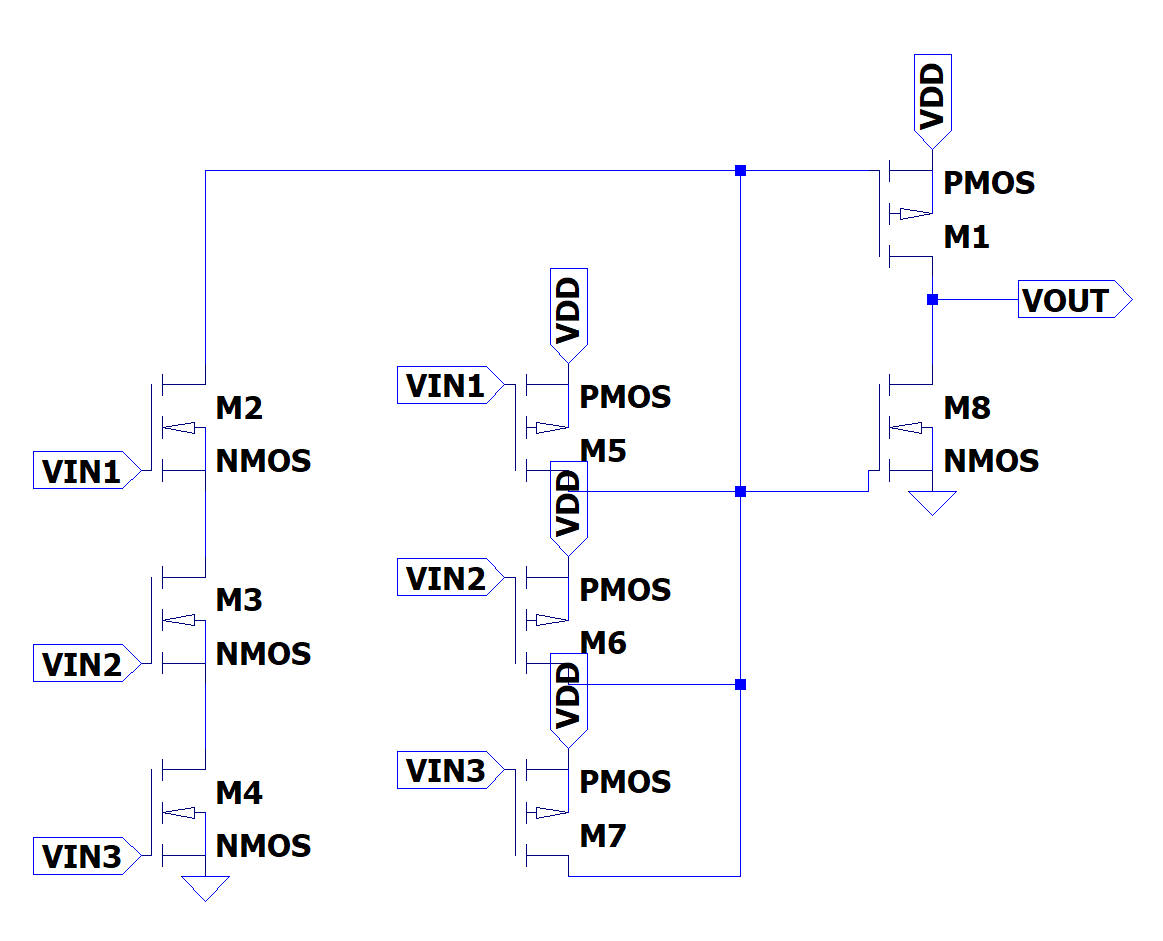 VDD
PMOS
M1
VOUT
VDD
VIN1
PMOS
M5
M2
NMOS
VIN1
M8
NMOS
VDD
VIN2
PMOS
M6
M3
NMOS
VIN2
VDD
VIN3
PMOS
M7
M4
NMOS
VIN3